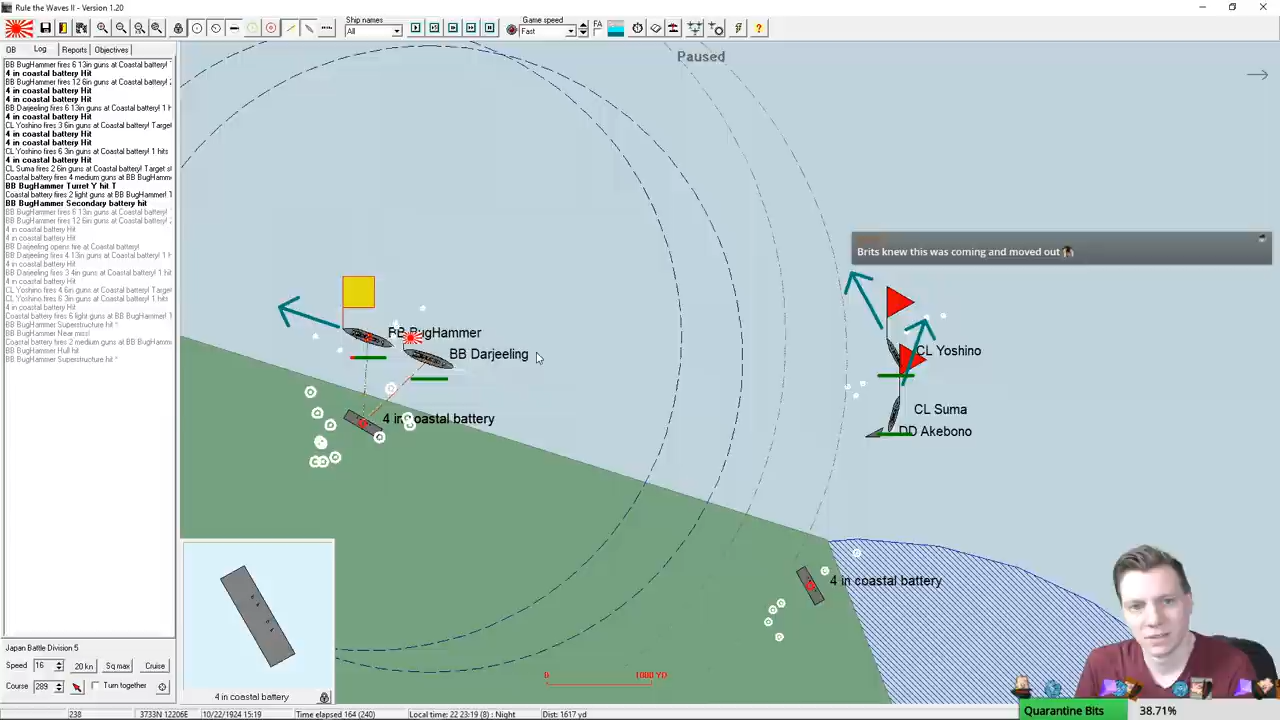 Rule the Waves II - Version 1.20
Ship names
All
Game speed
Fast
FA
OB
Log
Reports
Objectives
BB BugHammer fires 6 13in guns at Coastal battery!
4 in coastal battery Hit
BB BugHammer fires 12 6in guns at Coastal battery! 2
4 in coastal battery Hit
4 in coastal battery Hit
BB Darjeeling fires 6 13in guns at Coastal battery! 1 h
4 in coastal battery Hit
CL Yoshino fires 3 6in guns at Coastal battery! Target
4 in coastal battery Hit
4 in coastal battery Hit
CL Yoshino fires 6 3in guns at Coastal battery! 1 hits
4 in coastal battery Hit
CL Suma fires 2 6in guns at Coastal battery! Target s
Coastal battery fires 4 medium guns at BB BugHamm
BB BugHammer Turret Y hit T
Coastal battery fires 2 light guns at BB BugHammer!
BB BugHammer Secondary battery hit
BB BugHammer fires 6 13in guns at Coastal battery!
BB BugHammer fires 12 6in guns at Coastal battery! 2
4 in coastal battery Hit
4 in coastal battery Hit
BB Darjeeling opens fire at Coastal battery!
BB Darjeeling fires 4 13in guns at Coastal battery! 1 h
4 in coastal battery Hit
BB Darjeeling fires 3 4in guns at Coastal battery! 1 hit
4 in coastal battery Hit
CL Yoshino fires 4 6in guns at Coastal battery! Target
CL Yoshino fires 6 3in guns at Coastal battery! 1 hits
4 in coastal battery Hit
Coastal battery fires 6 light guns at BB BugHammer!
BB BugHammer Superstructure hit *
BB BugHammer Near miss!
Coastal battery fires 2 medium guns at BB BugHamm
BB BugHammer Hull hit
BB BugHammer Superstructure hit *
Paused
Brits knew this was coming and moved out
BB BugHammer
BB Darjeeling
4 in coastal battery
CL Yoshino
CL Suma
DD Akebono
4 in coastal battery
4 in coastal battery
0
1000 YD
Japan Battle Division 5
Speed
16
20 kn
Sq max
Cruise
Course
289
Turn together
238
3733N 12206E
10/22/1924 15:19
Time elapsed 164 (240)
Local time: 22 23:19 (8) : Night
Dist: 1617 yd
Quarantine Bits
38.71%